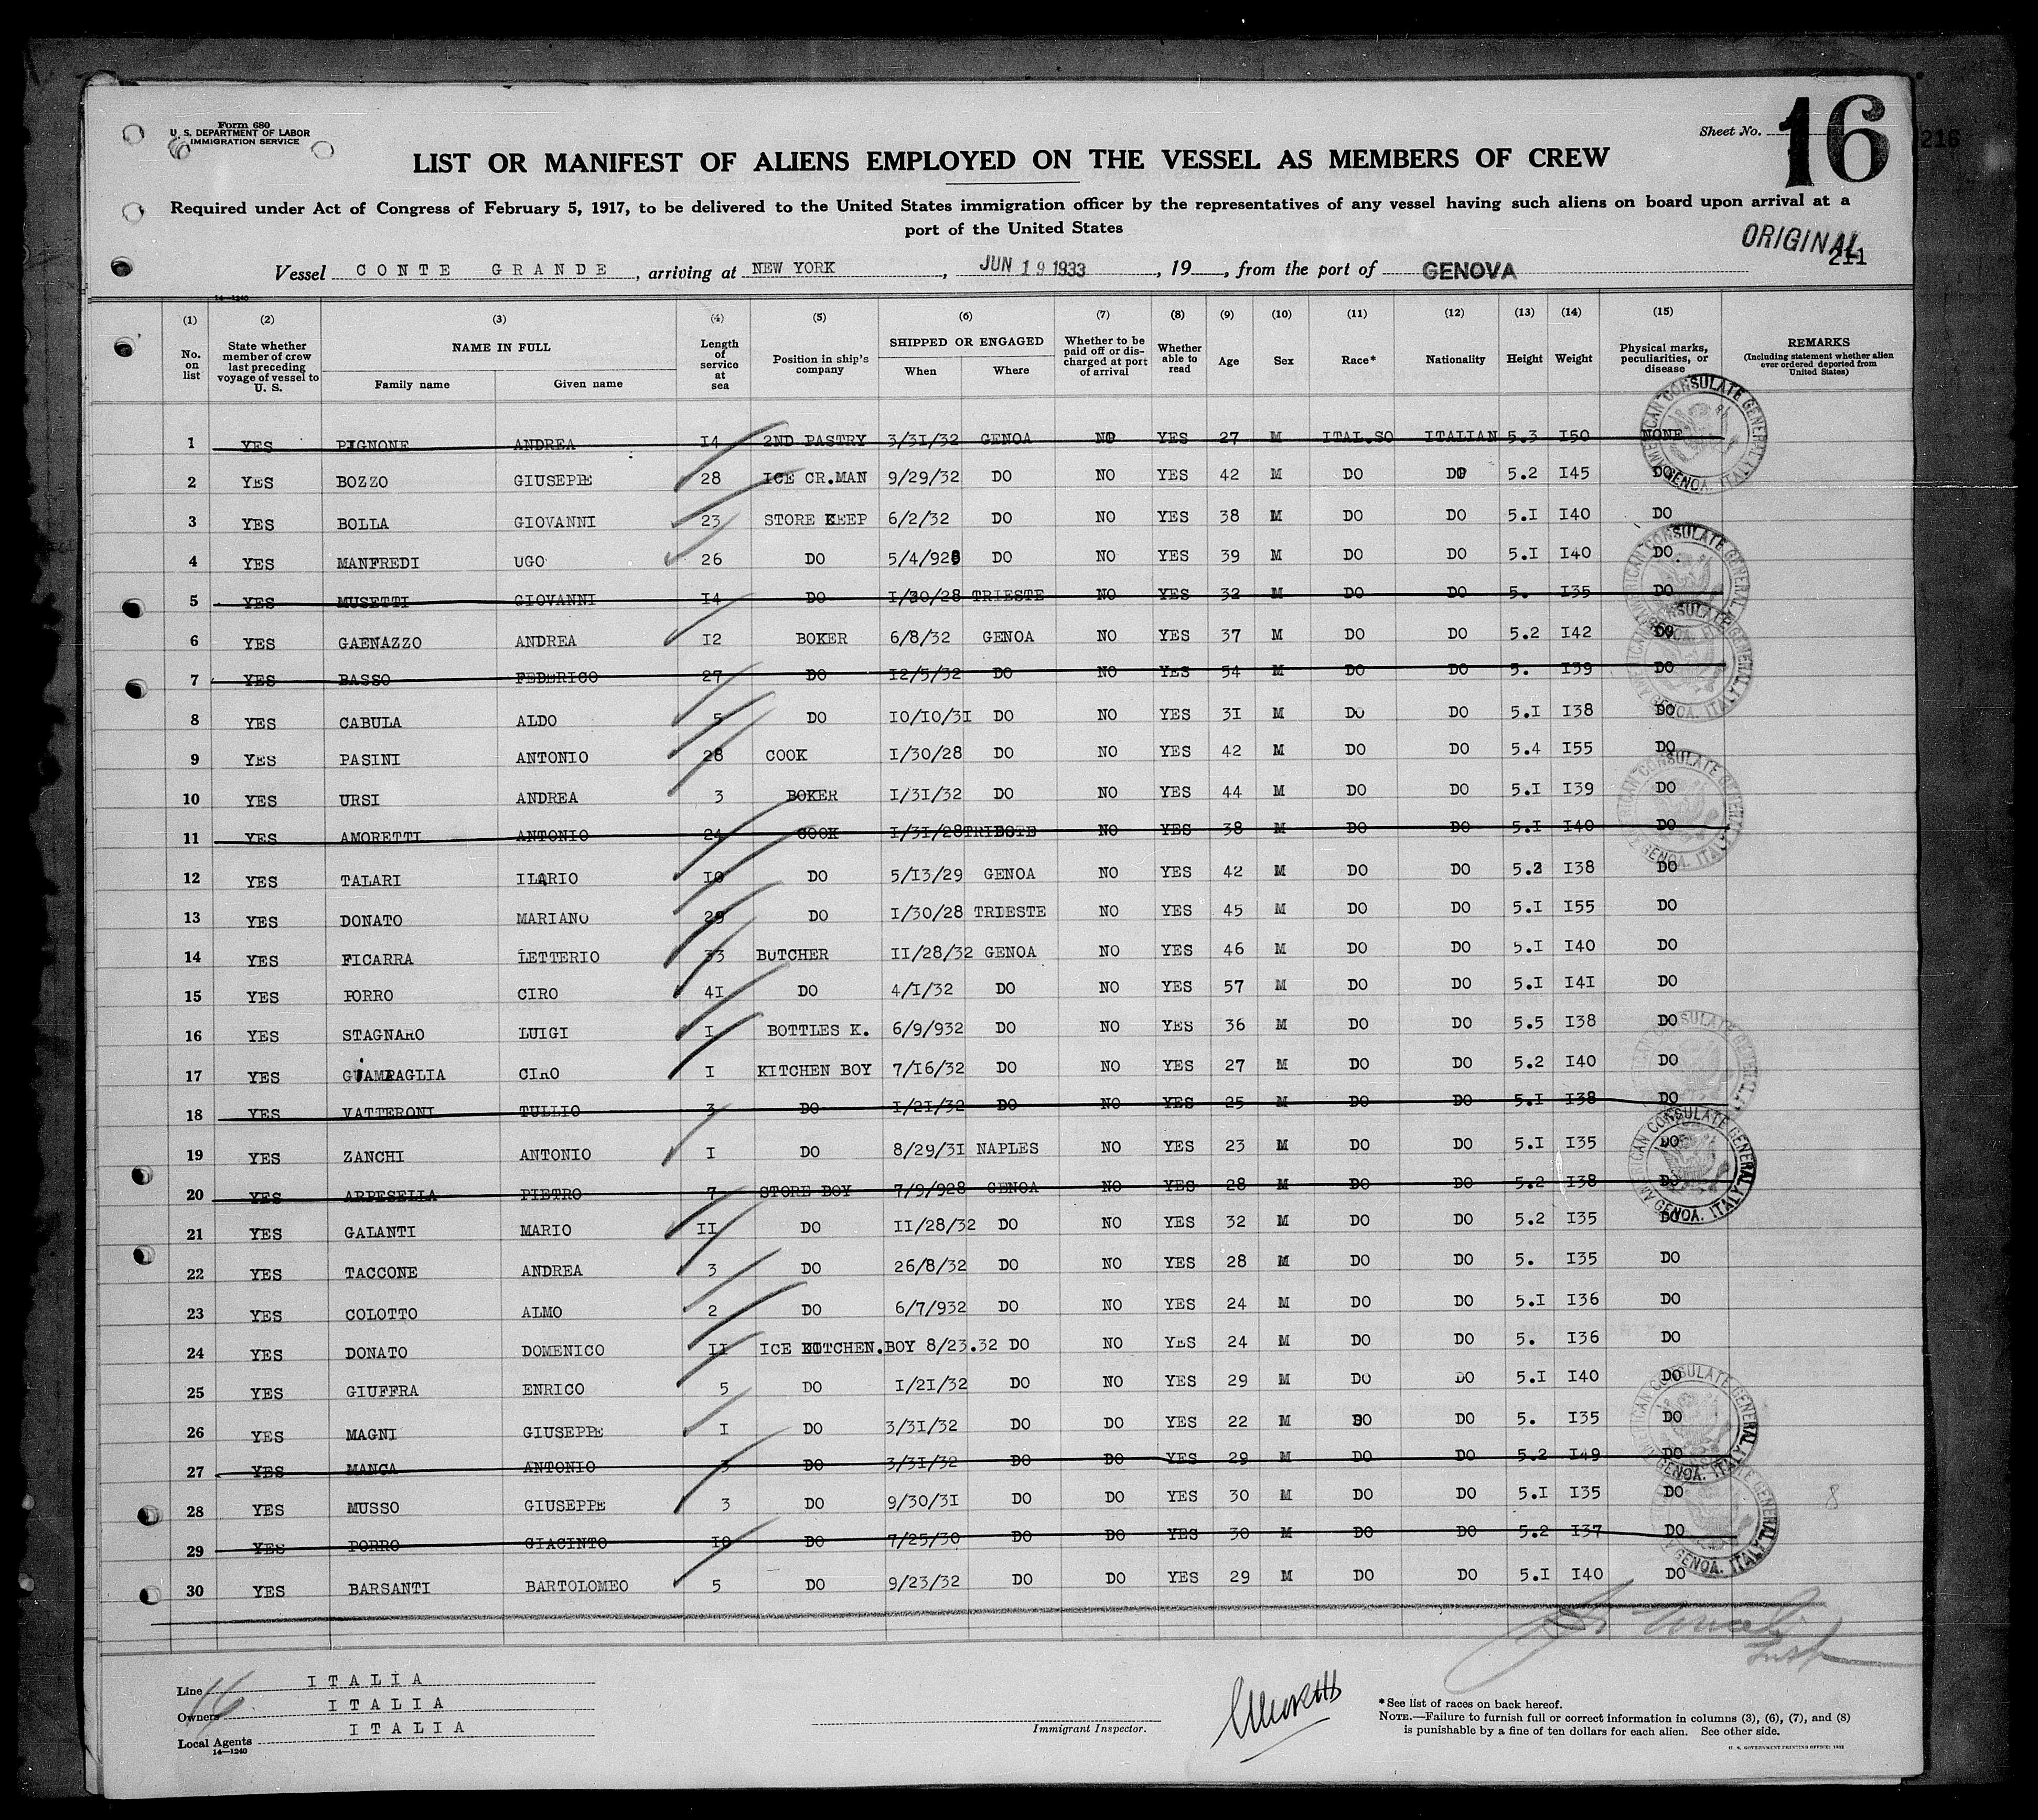 Form 680
U. S. DEPARTMENT OF LABOR
IMMIGRATION SERVICE
Sheet No. 16
216
LIST OR MANIFEST OF ALIENS EMPLOYED ON THE VESSEL AS MEMBERS OF CREW
Required under Act of Congress of February 5, 1917, to be delivered to the United States immigration officer by the representatives of any vessel having such aliens on board upon arrival at a
port of the United States
ORIGINAL
211
Vessel CONTE GRANDE, arriving at NEW YORK, JUN 19 1933, 19, from the port of GENOVA
14—1240
(1) (2) (3) (4) (5) (6) (7) (8) (9) (10) (11) (12) (13) (14) (15)
No. on list State whether member of crew last preceding voyage of vessel to U. S. NAME IN FULL Family name Given name Length of service at sea Position in ship's company SHIPPED OR ENGAGED When Where Whether to be paid off or discharged at port of arrival Whether able to read Age Sex Race* Nationality Height Weight Physical marks, peculiarities, or disease REMARKS (Including statement whether alien ever ordered deported from United States)
1 YES PIGNONE ANDREA 14 2ND PASTRY 3/31/32 GENOA NO YES 27 M ITAL.SO ITALIAN 5.3 150 NONE
2 YES BOZZO GIUSEPPE 28 ICE CR.MAN 9/29/32 DO NO YES 42 M DO DO 5.2 145 DO
3 YES BOLLA GIOVANNI 23 STORE KEEP 6/2/32 DO NO YES 38 M DO DO 5.1 140 DO
4 YES MANFREDI UGO 26 DO 5/4/928 DO NO YES 39 M DO DO 5.1 140 DO
5 YES MUSETTI GIOVANNI 14 DO 1/30/28 TRIESTE NO YES 32 M DO DO 5. 135 DO
6 YES GAENAZZO ANDREA 12 BOKER 6/8/32 GENOA NO YES 37 M DO DO 5.2 142 DO
7 YES BASSO FEDERICO 27 DO 12/5/32 DO NO YES 54 M DO DO 5. 139 DO
8 YES CABULA ALDO 5 DO 10/10/31 DO NO YES 31 M DO DO 5.1 138 DO
9 YES PASINI ANTONIO 28 COOK 1/30/28 DO NO YES 42 M DO DO 5.4 155 DO
10 YES URSI ANDREA 3 BOKER 1/31/32 DO NO YES 44 M DO DO 5.1 139 DO
11 YES AMORETTI ANTONIO 24 COOK 1/31/28 NO YES 38 M DO DO 5.1 140 DO
12 YES TALARI ILARIO 10 DO 5/13/29 GENOA NO YES 42 M DO DO 5.2 138 DO
13 YES DONATO MARIANO 29 DO 1/30/28 TRIESTE NO YES 45 M DO DO 5.1 155 DO
14 YES FICARRA LETTERIO 33 BUTCHER 11/28/32 GENOA NO YES 46 M DO DO 5.1 140 DO
15 YES PORRO CIRO 41 DO 4/1/32 DO NO YES 57 M DO DO 5.1 141 DO
16 YES STAGNARO LUIGI 1 BOTTLES K. 6/9/932 DO NO YES 36 M DO DO 5.5 138 DO
17 YES CINO 1 KITCHEN BOY 7/16/32 DO NO YES 27 M DO DO 5.2 140 DO
18 YES VATTERONI TULLIO 3 DO 1/21/32 DO NO YES 25 M DO DO 5.1 138 DO
19 YES ZANCHI ANTONIO 1 DO 8/29/31 NAPLES NO YES 23 M DO DO 5.1 135 DO
20 YES ARPESELLA PIETRO 7 STORE BOY 7/9/928 GENOA NO YES 28 M DO DO 5.2 138 DO
21 YES GALANTI MARIO 11 DO 11/28/32 DO NO YES 32 M DO DO 5.2 135 DO
22 YES TACCONE ANDREA 3 DO 26/8/32 DO NO YES 28 M DO DO 5. 135 DO
23 YES COLOTTO ALMO 2 DO 6/7/932 DO NO YES 24 M DO DO 5.1 136 DO
24 YES DONATO DOMENICO 11 ICE KITCHEN.BOY 8/23.32 DO NO YES 24 M DO DO 5. 136 DO
25 YES GIUFFRA ENRICO 5 DO 1/21/32 DO NO YES 29 M DO DO 5.1 140 DO
26 YES MAGNI GIUSEPPE 1 DO 3/31/32 DO DO YES 22 M DO DO 5. 135 DO
27 YES MANCA ANTONIO 3 DO 3/31/32 DO DO YES 29 M DO DO 5.2 149 DO
28 YES MUSSO GIUSEPPE 3 DO 9/30/31 DO DO YES 30 M DO DO 5.1 135 DO 8
29 YES PORRO GIACINTO 10 DO 7/25/30 DO DO YES 30 M DO DO 5.2 137 DO
30 YES BARSANTI BARTOLOMEO 5 DO 9/23/32 DO DO YES 29 M DO DO 5.1 140 DO
AMERICAN CONSULATE GENERAL GENOA, ITALY
Line ITALIA
Owners ITALIA
Local Agents ITALIA
16
14—1240
Immigrant Inspector.
*See list of races on back hereof.
NOTE.—Failure to furnish full or correct information in columns (3), (6), (7), and (8)
is punishable by a fine of ten dollars for each alien. See other side.